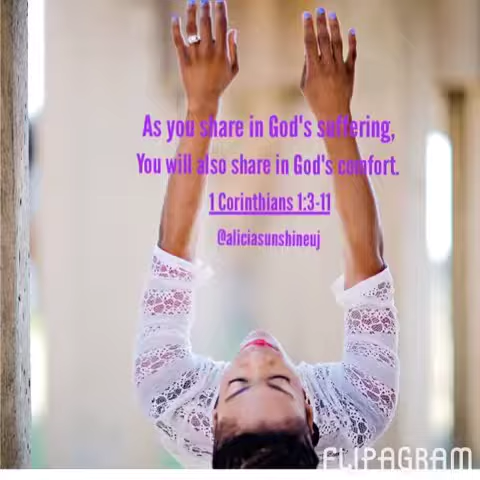 As you share in God's suffering,
You will also share in God's comfort.
1 Corinthians 1:3-11
@aliciasunshineuj
FLIPAGRAM